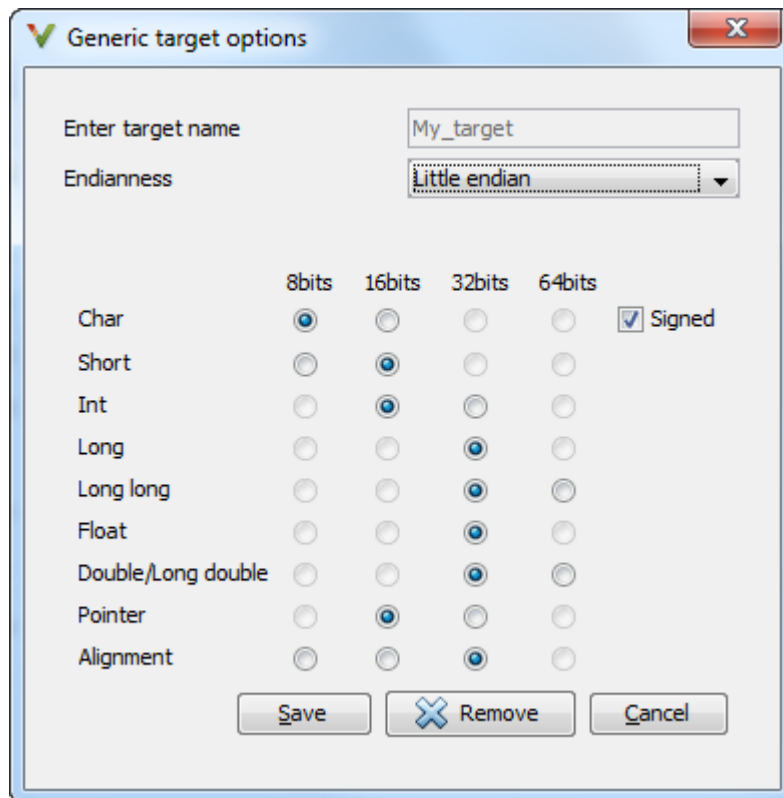 Generic target options
Enter target name My_target
Endianness Little endian
8bits 16bits 32bits 64bits
Char Signed
Short
Int
Long
Long long
Float
Double/Long double
Pointer
Alignment
Save Remove Cancel